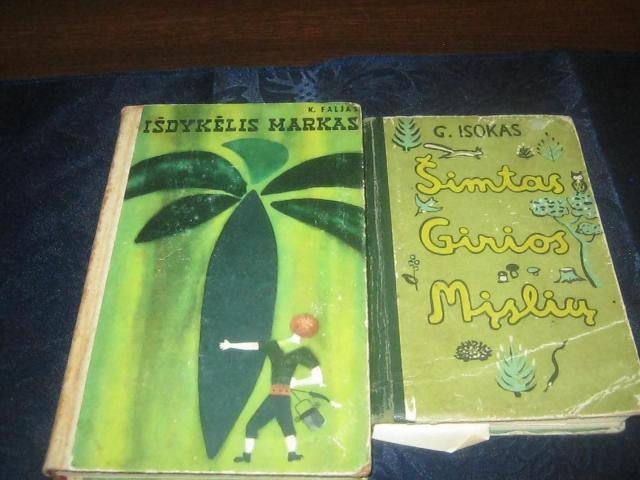 K. FALJAS
IŠDYKĖLIS MARKAS
G. ISOKAS
Šimtas
Girios
Mįslių